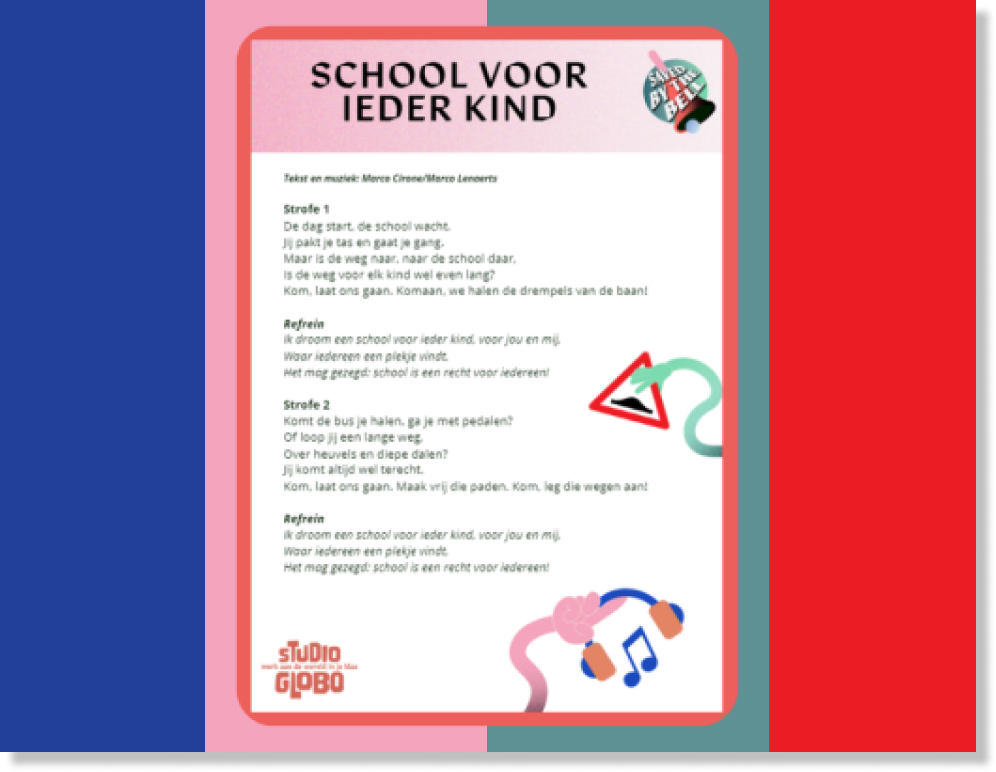 SCHOOL VOOR
IEDER KIND
SAVED
BY THE
BELL
Tekst en muziek: Marco Cirone/Marco Lenaerts
Strofe 1
De dag start, de school wacht.
Jij pakt je tas en gaat je gang.
Maar is de weg naar, naar de school daar,
Is de weg voor elk kind wel even lang?
Kom, laat ons gaan. Komaan, we halen de drempels van de baan!
Refrein
Ik droom een school voor ieder kind, voor jou en mij,
Waar iedereen een plekje vindt.
Het mag gezegd: school is een recht voor iedereen!
Strofe 2
Komt de bus je halen, ga je met pedalen?
Of loop jij een lange weg,
Over heuvels en diepe dalen?
Jij komt altijd wel terecht.
Kom, laat ons gaan. Maak vrij die paden. Kom, leg die wegen aan!
Refrein
Ik droom een school voor ieder kind, voor jou en mij,
Waar iedereen een plekje vindt.
Het mag gezegd: school is een recht voor iedereen!
STUDIO
werk aan de wereld in je klas
GLOBO